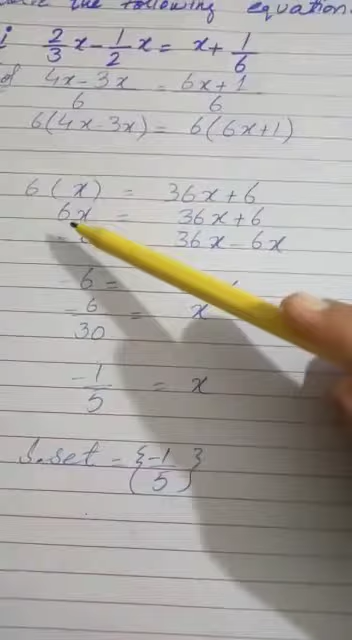 the following equation
i 2/3 x - 1/2 x = x + 1/6
4x - 3x / 6 = 6x + 1 / 6
6(4x - 3x) = 6(6x + 1)
6(x) = 36x + 6
6x = 36x + 6
36x - 6x
-6 =
-6/30 = x
-1/5 = x
S.set = {-1/5}